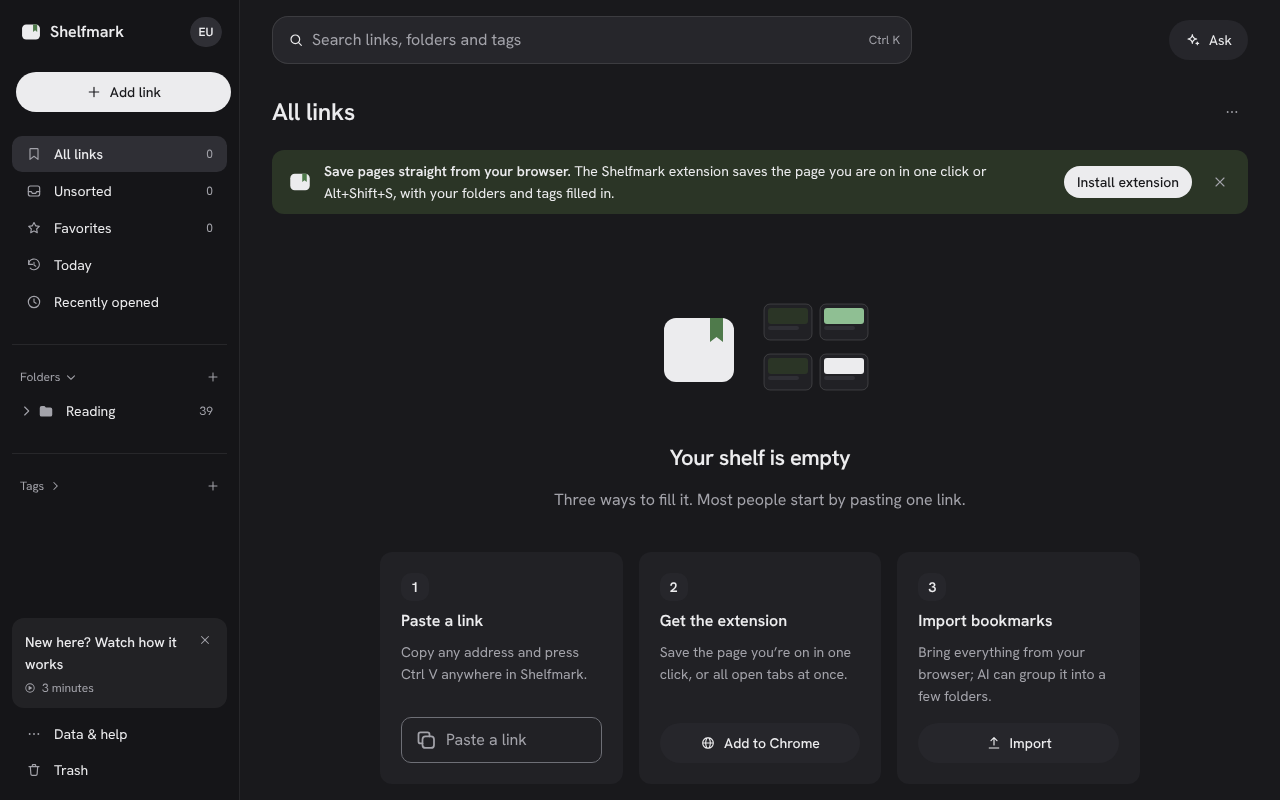 Shelfmark
EU
Add link
All links 0
Unsorted 0
Favorites 0
Today
Recently opened
Folders
Reading 39
Tags
New here? Watch how it
works
3 minutes
Data & help
Trash
Search links, folders and tags Ctrl K
Ask
All links
Save pages straight from your browser. The Shelfmark extension saves the page you are on in one click or
Alt+Shift+S, with your folders and tags filled in.
Install extension
Your shelf is empty
Three ways to fill it. Most people start by pasting one link.
1
Paste a link
Copy any address and press
Ctrl V anywhere in Shelfmark.
Paste a link
2
Get the extension
Save the page you’re on in one
click, or all open tabs at once.
Add to Chrome
3
Import bookmarks
Bring everything from your
browser; AI can group it into a
few folders.
Import